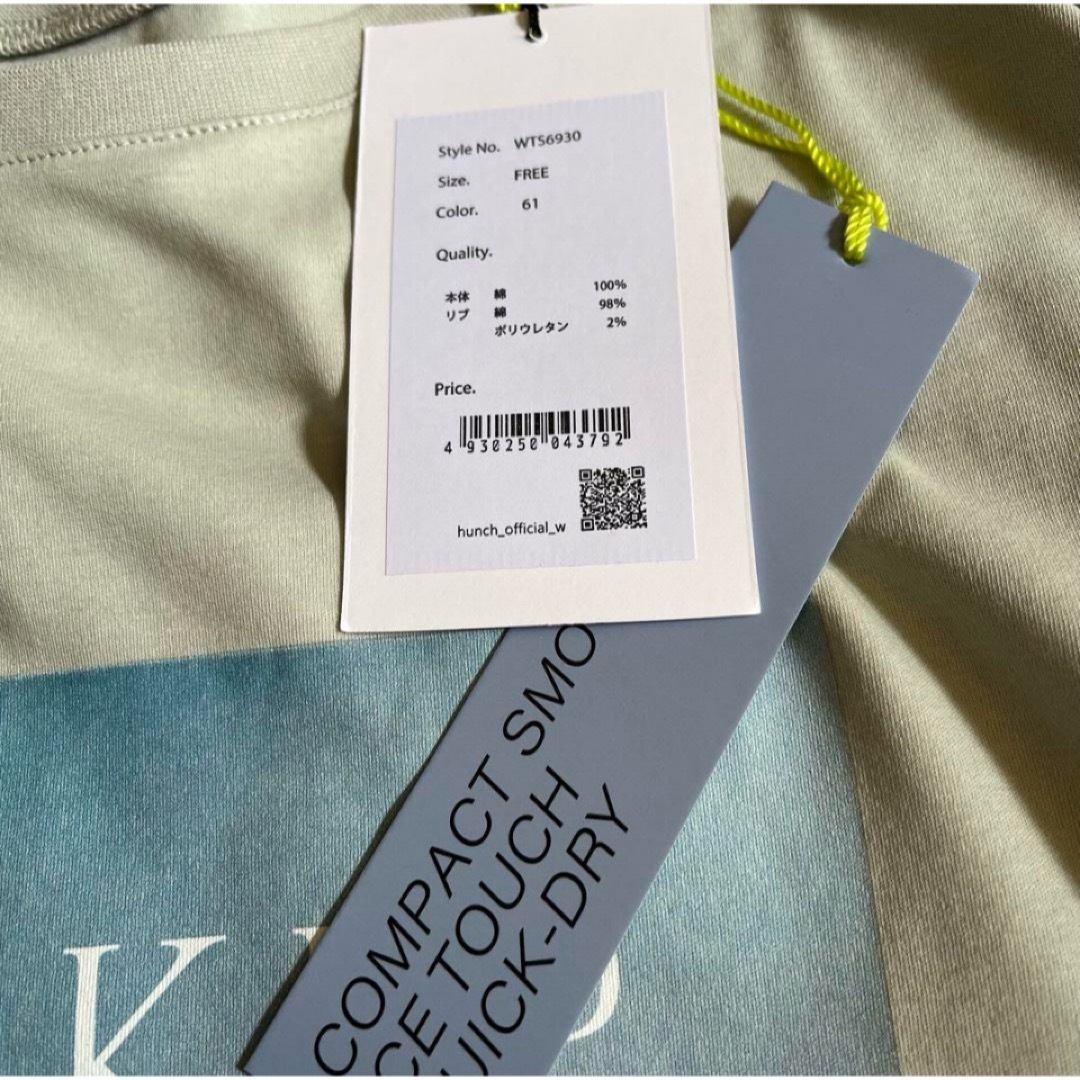 Style No. WTS6930
Size. FREE
Color. 61
Quality.
本体 綿 100%
リブ 綿 98%
ポリウレタン 2%
Price.
4 930250 043792
hunch_official_w
COMPACT SMO
CE TOUCH
UICK-DRY
K